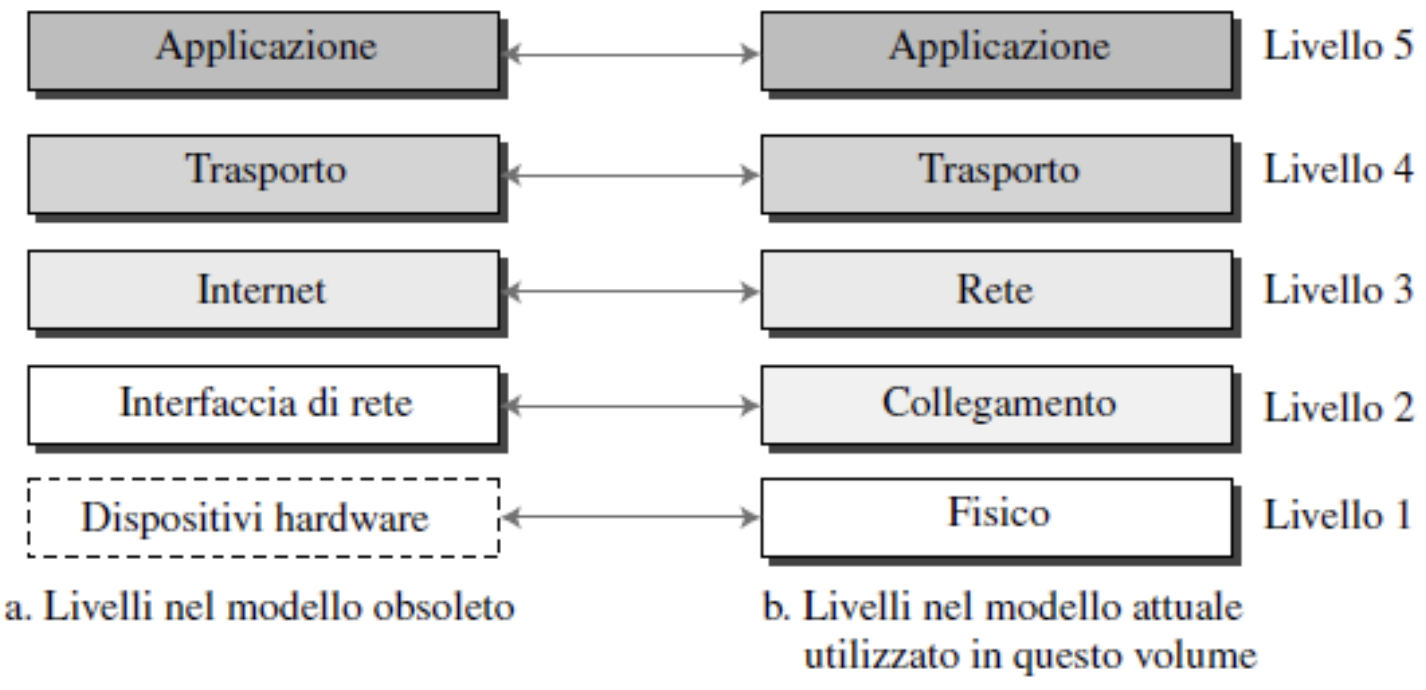 Applicazione
Applicazione
Livello 5
Trasporto
Trasporto
Livello 4
Internet
Rete
Livello 3
Interfaccia di rete
Collegamento
Livello 2
Dispositivi hardware
Fisico
Livello 1
a. Livelli nel modello obsoleto
b. Livelli nel modello attuale
utilizzato in questo volume